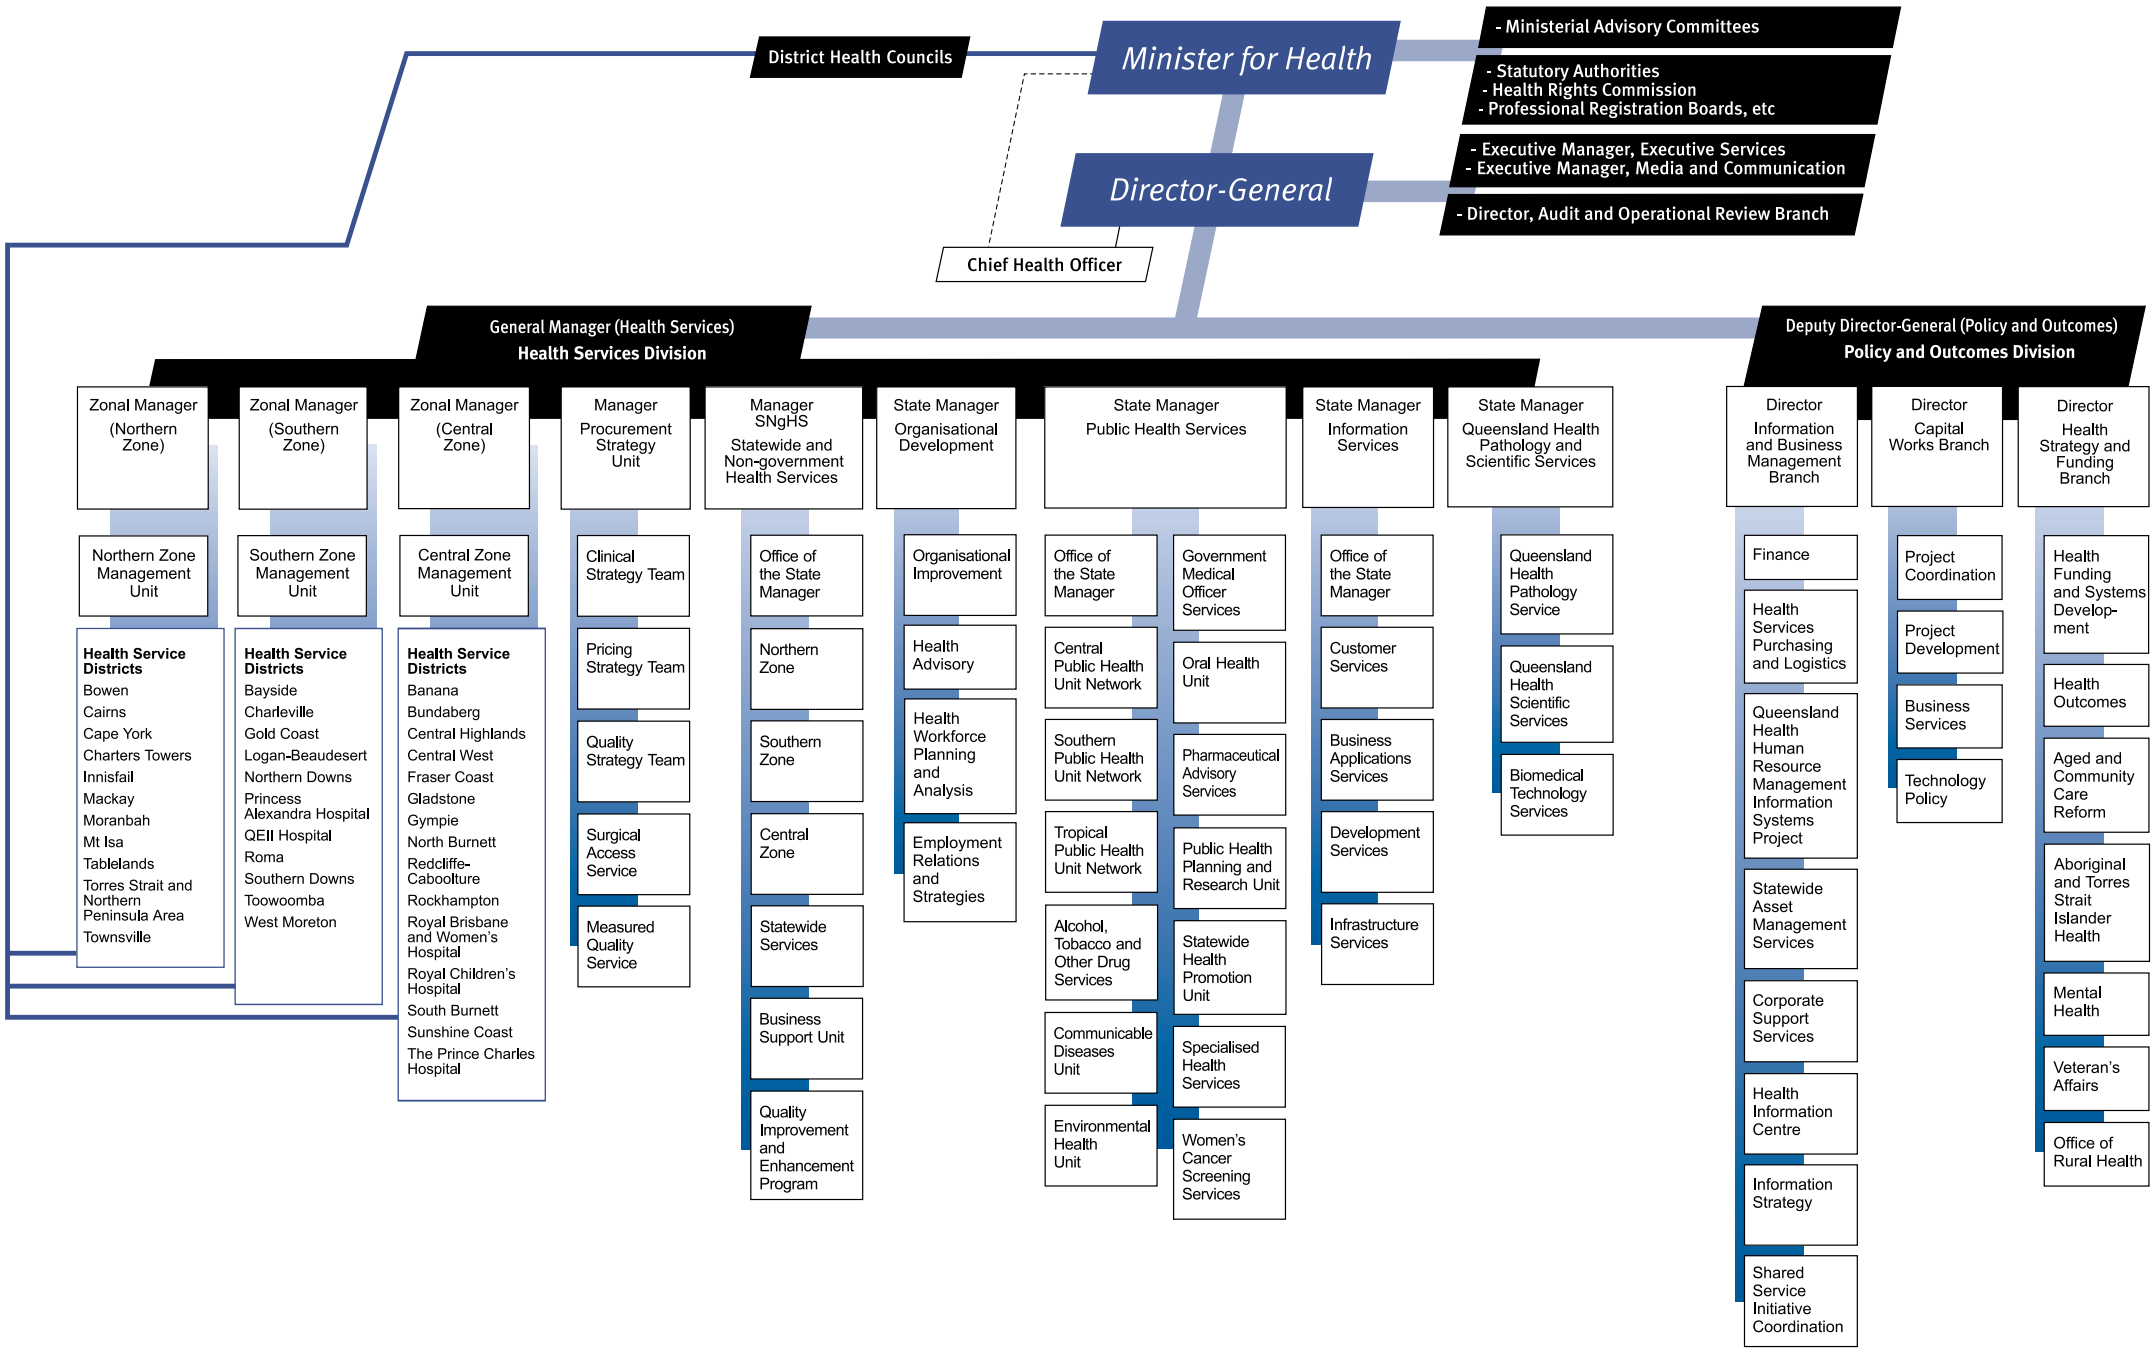 District Health Councils
Minister for Health
- Ministerial Advisory Committees
- Statutory Authorities
- Health Rights Commission
- Professional Registration Boards, etc
Director-General
- Executive Manager, Executive Services
- Executive Manager, Media and Communication
- Director, Audit and Operational Review Branch
Chief Health Officer
General Manager (Health Services)
Health Services Division
Deputy Director-General (Policy and Outcomes)
Policy and Outcomes Division
Zonal Manager
(Northern
Zone)
Northern Zone
Management
Unit
Health Service
Districts
Bowen
Cairns
Cape York
Charters Towers
Innisfail
Mackay
Moranbah
Mt Isa
Tablelands
Torres Strait and
Northern
Peninsula Area
Townsville
Zonal Manager
(Southern
Zone)
Southern Zone
Management
Unit
Health Service
Districts
Bayside
Charleville
Gold Coast
Logan-Beaudesert
Northern Downs
Princess
Alexandra Hospital
QEII Hospital
Roma
Southern Downs
Toowoomba
West Moreton
Zonal Manager
(Central
Zone)
Central Zone
Management
Unit
Health Service
Districts
Banana
Bundaberg
Central Highlands
Central West
Fraser Coast
Gladstone
Gympie
North Burnett
Redcliffe-
Caboolture
Rockhampton
Royal Brisbane
and Women's
Hospital
Royal Children's
Hospital
South Burnett
Sunshine Coast
The Prince Charles
Hospital
Manager
Procurement
Strategy
Unit
Clinical
Strategy Team
Pricing
Strategy Team
Quality
Strategy Team
Surgical
Access
Service
Measured
Quality
Service
Manager
SNgHS
Statewide and
Non-government
Health Services
Office of
the State
Manager
Northern
Zone
Southern
Zone
Central
Zone
Statewide
Services
Business
Support Unit
Quality
Improvement
and
Enhancement
Program
State Manager
Organisational
Development
Organisational
Improvement
Health
Advisory
Health
Workforce
Planning
and
Analysis
Employment
Relations
and
Strategies
State Manager
Public Health Services
Office of
the State
Manager
Central
Public Health
Unit Network
Southern
Public Health
Unit Network
Tropical
Public Health
Unit Network
Alcohol,
Tobacco and
Other Drug
Services
Communicable
Diseases
Unit
Environmental
Health
Unit
Government
Medical
Officer
Services
Oral Health
Unit
Pharmaceutical
Advisory
Services
Public Health
Planning and
Research Unit
Statewide
Health
Promotion
Unit
Specialised
Health
Services
Women's
Cancer
Screening
Services
State Manager
Information
Services
Office of
the State
Manager
Customer
Services
Business
Applications
Services
Development
Services
Infrastructure
Services
State Manager
Queensland Health
Pathology and
Scientific Services
Queensland
Health
Pathology
Service
Queensland
Health
Scientific
Services
Biomedical
Technology
Services
Director
Information
and Business
Management
Branch
Finance
Health
Services
Purchasing
and Logistics
Queensland
Health
Human
Resource
Management
Information
Systems
Project
Statewide
Asset
Management
Services
Corporate
Support
Services
Health
Information
Centre
Information
Strategy
Shared
Service
Initiative
Coordination
Director
Capital
Works Branch
Project
Coordination
Project
Development
Business
Services
Technology
Policy
Director
Health
Strategy and
Funding
Branch
Health
Funding
and Systems
Develop-
ment
Health
Outcomes
Aged and
Community
Care
Reform
Aboriginal
and Torres
Strait
Islander
Health
Mental
Health
Veteran's
Affairs
Office of
Rural Health